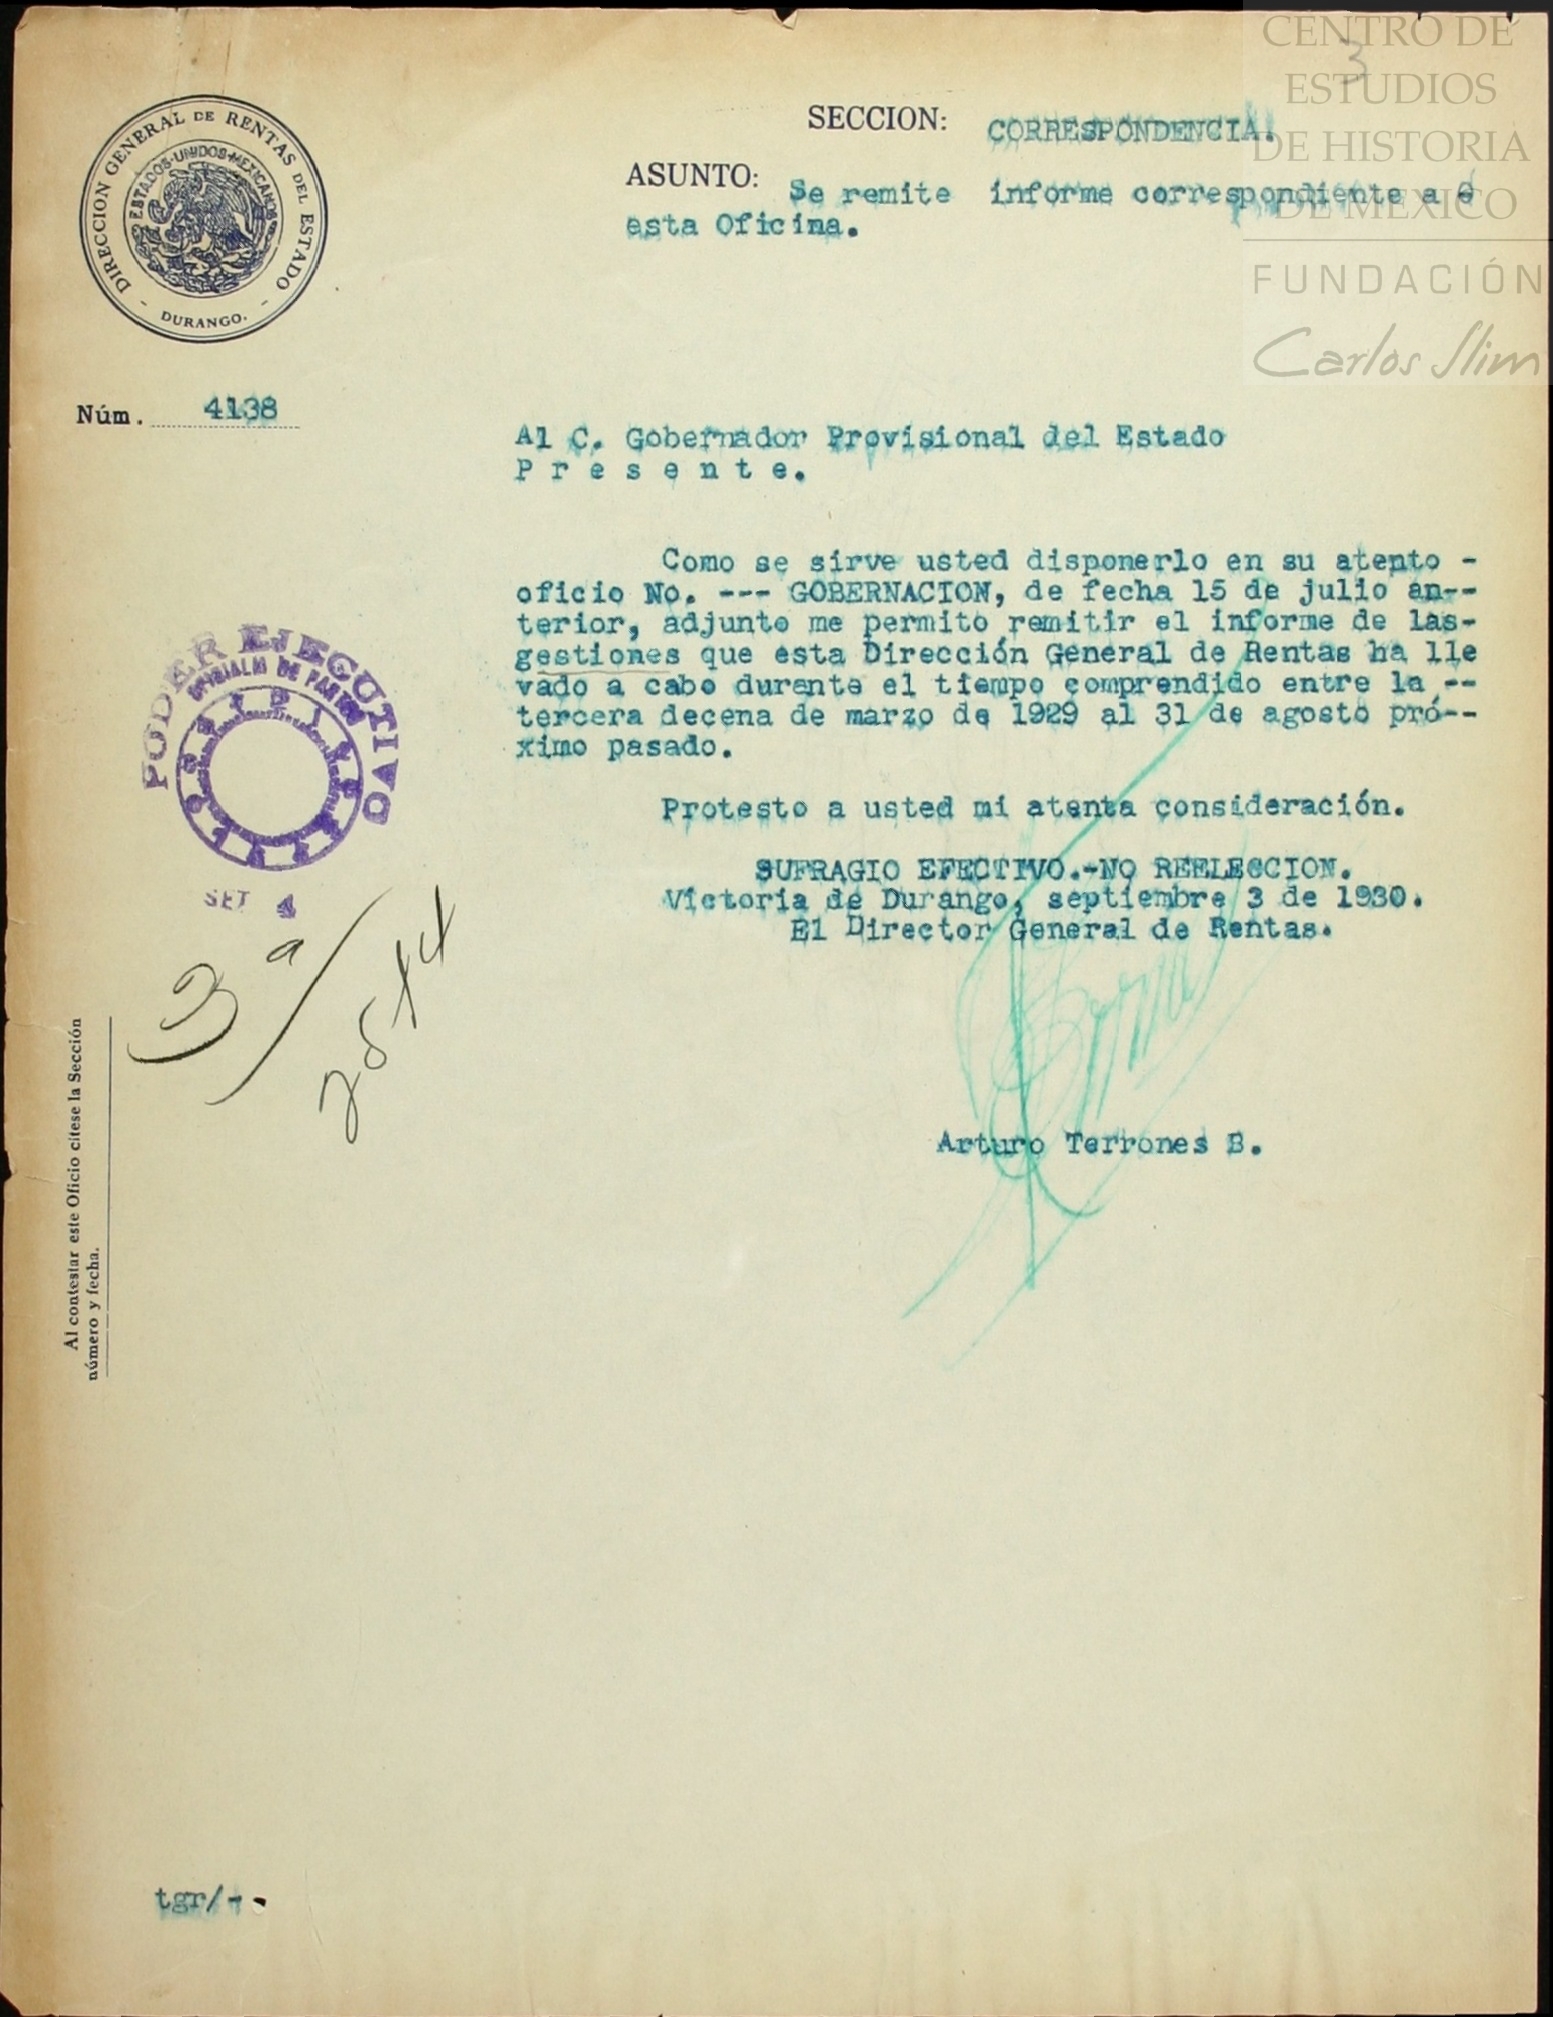 CENTRO DE
ESTUDIOS
DE HISTORIA
DE MEXICO
FUNDACIÓN
Carlos Slim
3
DIRECCION GENERAL DE RENTAS DEL ESTADO
- DURANGO. -
ESTADOS·UNIDOS·MEXICANOS
SECCION: CORRESPONDENCIA.
ASUNTO: Se remite informe correspondiente a
esta Oficina.
Núm. 4138
Al C. Gobernador Provisional del Estado
P r e s e n t e.
Como se sirve usted disponerlo en su atento -
oficio No. --- GOBERNACION, de fecha 15 de julio an--
terior, adjunto me permito remitir el informe de las-
gestiones que esta Dirección General de Rentas ha lle
vado a cabo durante el tiempo comprendido entre la --
tercera decena de marzo de 1929 al 31 de agosto pró--
ximo pasado.
Protesto a usted mi atenta consideración.
SUFRAGIO EFECTIVO.-NO REELECCION.
Victoria de Durango, septiembre 3 de 1930.
El Director General de Rentas.
Arturo Terrones B.
PODER EJECUTIVO
OFICIALIA DE PARTES
SET 4
3a
Al contestar este Oficio cítese la Sección
número y fecha.
tgr/-.